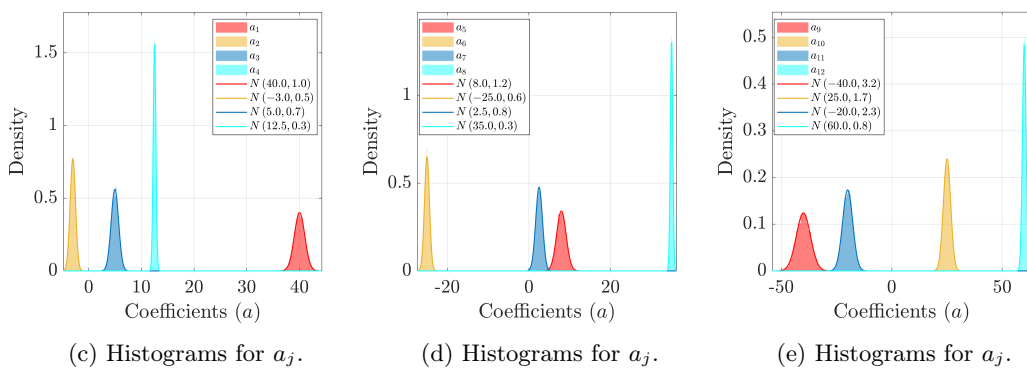 Density
1.5
1
0.5
0
0
10
20
30
40
Coefficients (a)
a₁
a₂
a₃
a₄
N (40.0, 1.0)
N (−3.0, 0.5)
N (5.0, 0.7)
N (12.5, 0.3)
(c) Histograms for aⱼ.
Density
1
0.5
0
-20
0
20
Coefficients (a)
a₅
a₆
a₇
a₈
N (8.0, 1.2)
N (−25.0, 0.6)
N (2.5, 0.8)
N (35.0, 0.3)
(d) Histograms for aⱼ.
Density
0.5
0.4
0.3
0.2
0.1
0
-50
0
50
Coefficients (a)
a₉
a₁₀
a₁₁
a₁₂
N (−40.0, 3.2)
N (25.0, 1.7)
N (−20.0, 2.3)
N (60.0, 0.8)
(e) Histograms for aⱼ.